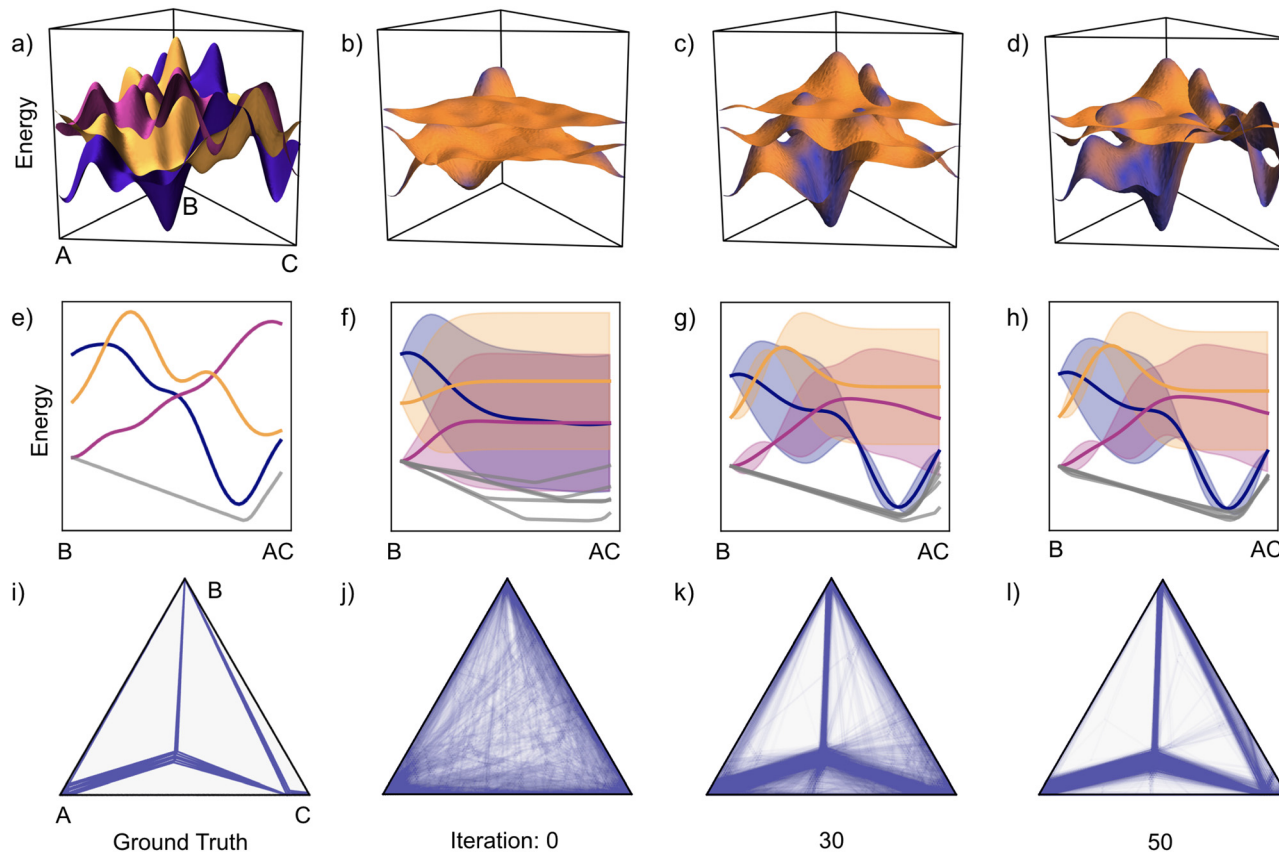 a)
b)
c)
d)
Energy
B
A
C
e)
f)
g)
h)
Energy
B
AC
B
AC
B
AC
B
AC
i)
B
j)
k)
l)
A
C
Ground Truth
Iteration: 0
30
50